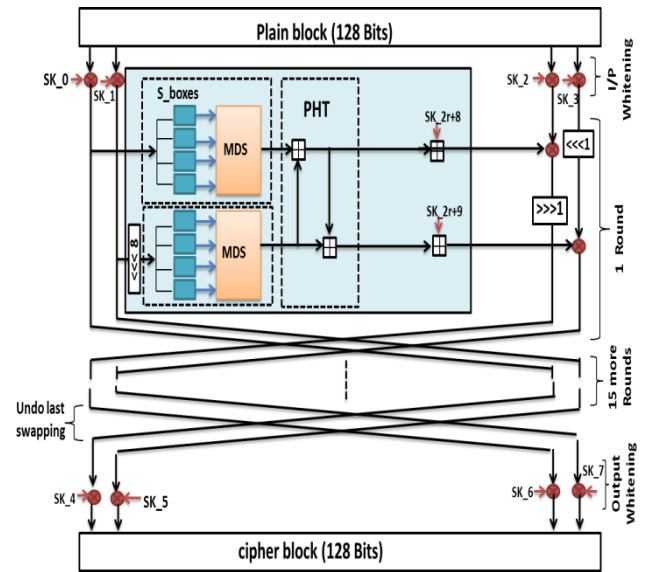 Plain block (128 Bits)
SK_0
SK_1
SK_2
SK_3
I/P
Whitening
S_boxes
MDS
PHT
SK_2r+8
<<<1
>>>1
<<< 8
MDS
SK_2r+9
1 Round
15 more
Rounds
Undo last
swapping
SK_4
SK_5
SK_6
SK_7
Output
Whitening
cipher block (128 Bits)